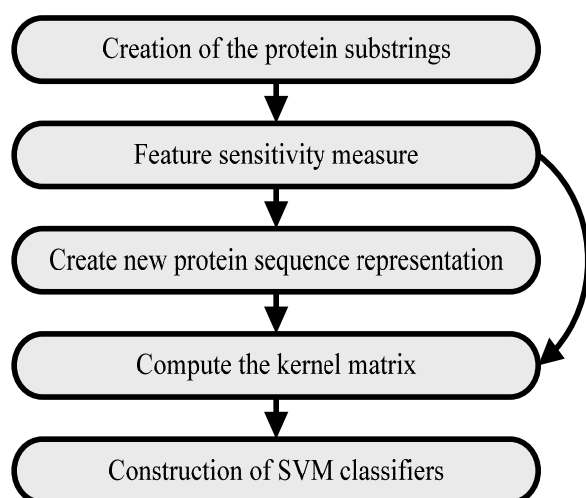 Creation of the protein substrings
Feature sensitivity measure
Create new protein sequence representation
Compute the kernel matrix
Construction of SVM classifiers